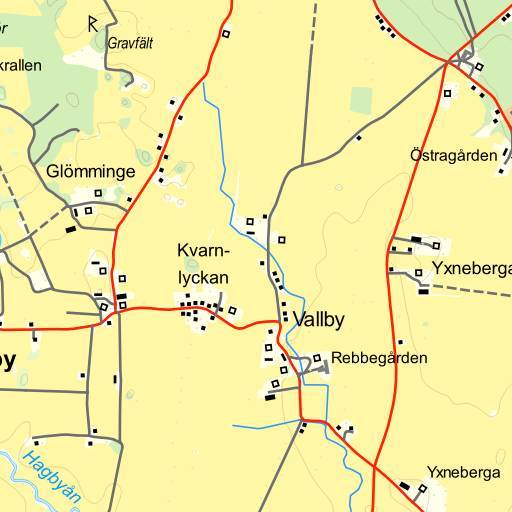 Gravfält
krallen
Glömminge
Östragården
Kvarn-
lyckan
Yxneberga
Vallby
Rebbegården
by
Hagbyån
Yxneberga